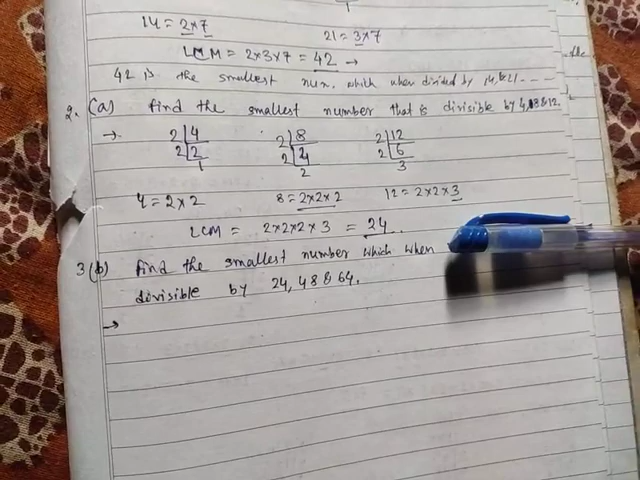 14 = 2×7 21 = 3×7
LCM = 2×3×7 = 42 →
42 is the smallest num. which when divided by 14, & 21 ----
2. (a) Find the smallest number that is divisible by 4, 8 & 12.
→ 2|4 2|8 2|12
2|2 2|4 2|6
1 2 3
4 = 2×2 8 = 2×2×2 12 = 2×2×3
LCM = 2×2×2×3 = 24.
3(b) Find the smallest number which when
divisible by 24, 48 & 64.
→